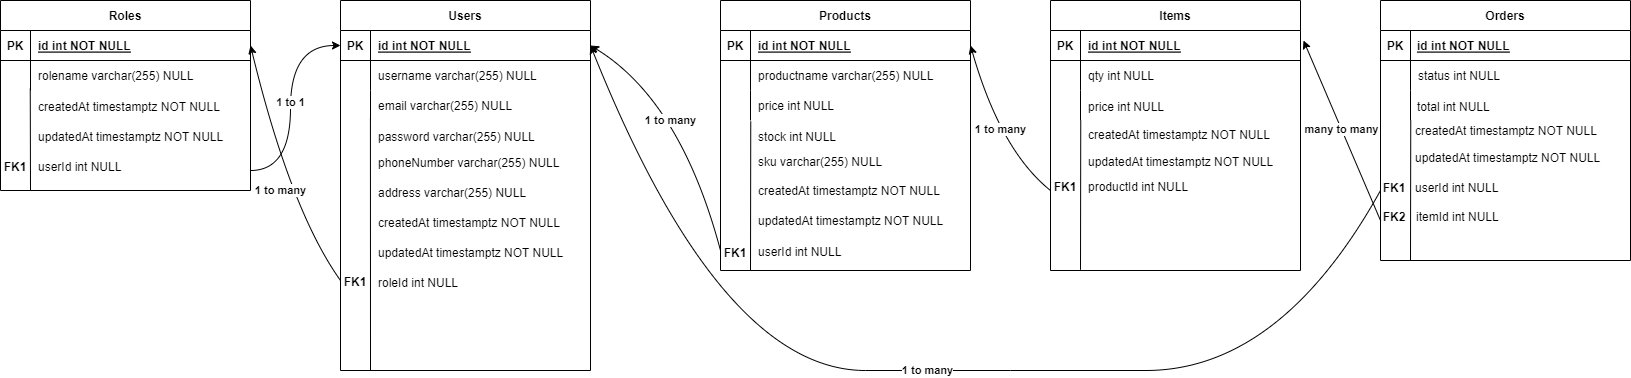 Roles
PK id int NOT NULL
rolename varchar(255) NULL
createdAt timestamptz NOT NULL
updatedAt timestamptz NOT NULL
FK1 userId int NULL
1 to 1
1 to many
Users
PK id int NOT NULL
username varchar(255) NULL
email varchar(255) NULL
password varchar(255) NULL
phoneNumber varchar(255) NULL
address varchar(255) NULL
createdAt timestamptz NOT NULL
updatedAt timestamptz NOT NULL
FK1 roleId int NULL
1 to many
Products
PK id int NOT NULL
productname varchar(255) NULL
price int NULL
stock int NULL
sku varchar(255) NULL
createdAt timestamptz NOT NULL
updatedAt timestamptz NOT NULL
FK1 userId int NULL
1 to many
Items
PK id int NOT NULL
qty int NULL
price int NULL
createdAt timestamptz NOT NULL
updatedAt timestamptz NOT NULL
FK1 productId int NULL
many to many
Orders
PK id int NOT NULL
status int NULL
total int NULL
createdAt timestamptz NOT NULL
updatedAt timestamptz NOT NULL
FK1 userId int NULL
FK2 itemId int NULL
1 to many